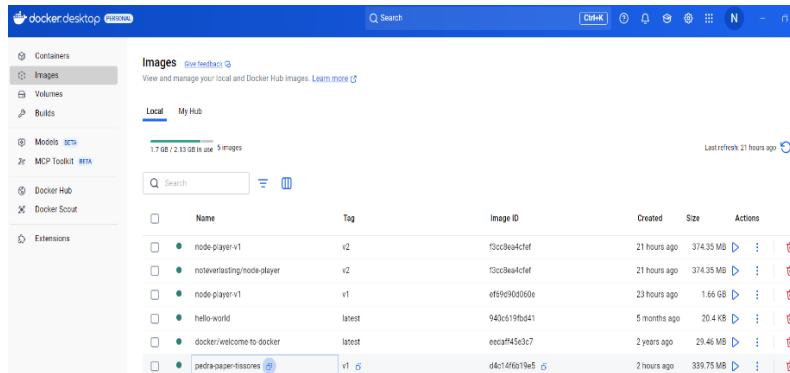 docker.desktop PERSONAL Search Ctrl+K N
Containers
Images
Volumes
Builds
Models BETA
MCP Toolkit BETA
Docker Hub
Docker Scout
Extensions
Images Give feedback
View and manage your local and Docker Hub images. Learn more
Local My Hub
1.7 GB / 2.13 GB in use 5 images Last refresh: 21 hours ago
Search
Name Tag Image ID Created Size Actions
node-player-v1 v2 f3cc8ea4cfef 21 hours ago 374.35 MB
noteverlasting/node-player v2 f3cc8ea4cfef 21 hours ago 374.35 MB
node-player-v1 v1 ef69d90d060e 23 hours ago 1.66 GB
hello-world latest 940c619fbd41 5 months ago 20.4 KB
docker/welcome-to-docker latest eedaff45e3c7 2 years ago 29.46 MB
pedra-paper-tissores v1 d4c14f6b19e5 2 hours ago 339.75 MB